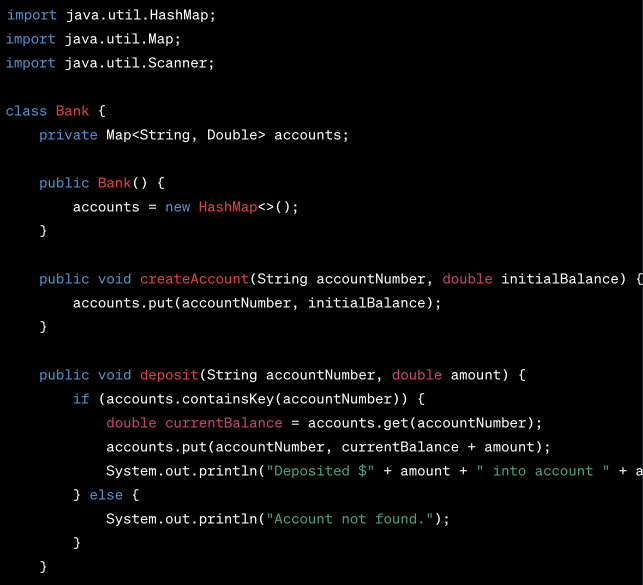 import java.util.HashMap;
import java.util.Map;
import java.util.Scanner;

class Bank {
    private Map<String, Double> accounts;

    public Bank() {
        accounts = new HashMap<>();
    }

    public void createAccount(String accountNumber, double initialBalance) {
        accounts.put(accountNumber, initialBalance);
    }

    public void deposit(String accountNumber, double amount) {
        if (accounts.containsKey(accountNumber)) {
            double currentBalance = accounts.get(accountNumber);
            accounts.put(accountNumber, currentBalance + amount);
            System.out.println("Deposited $" + amount + " into account " + a
        } else {
            System.out.println("Account not found.");
        }
    }